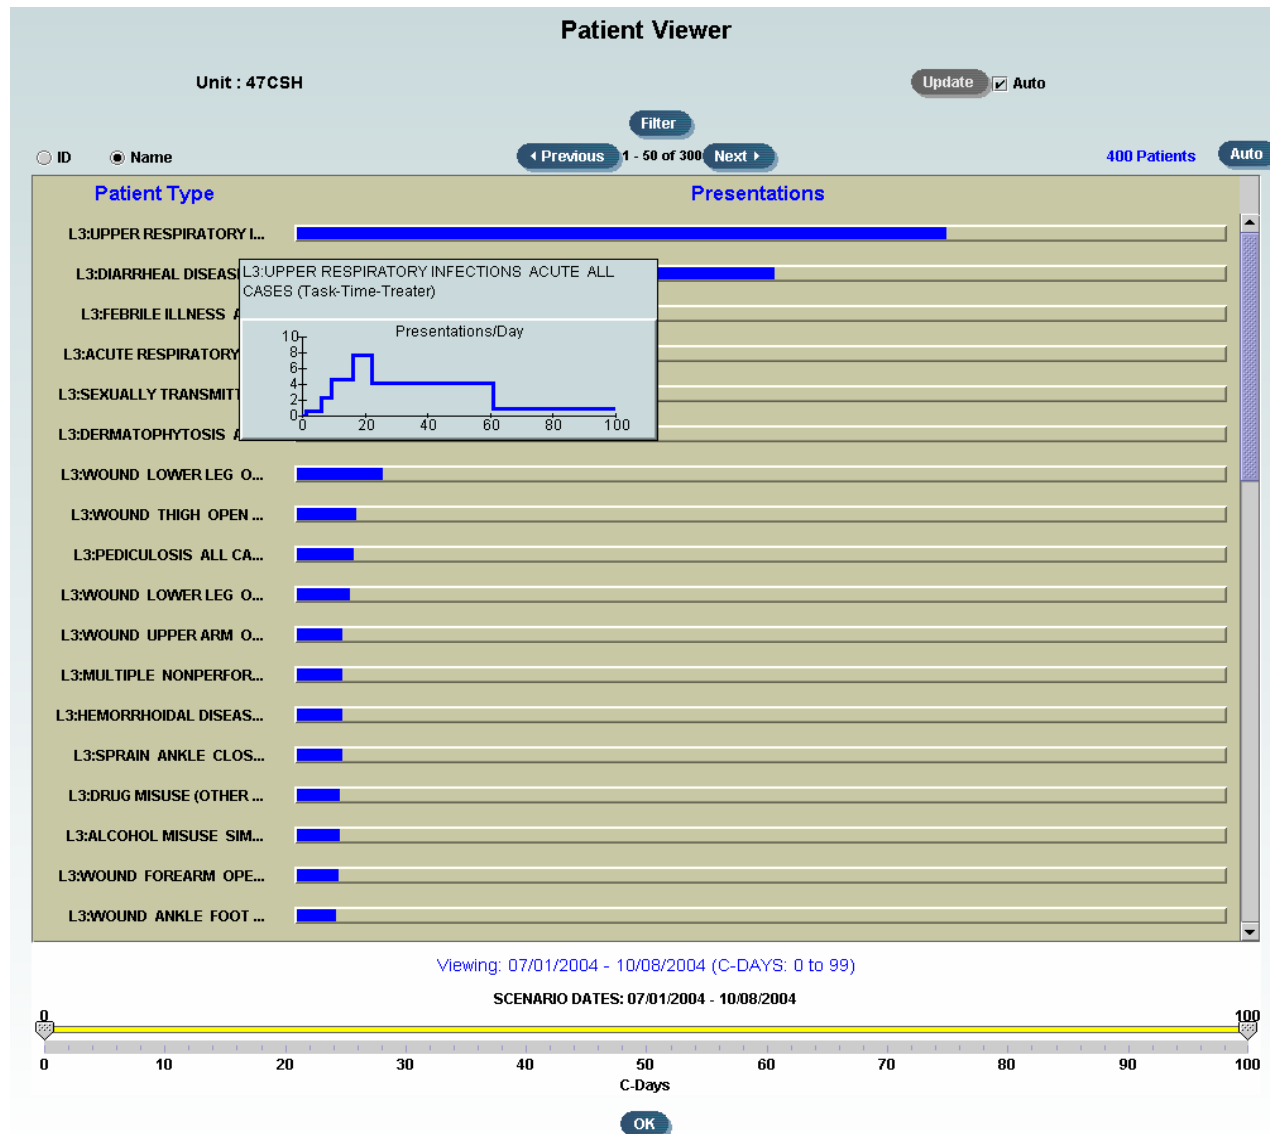 Patient Viewer
Unit : 47CSH
Update Auto
Filter
ID Name Previous 1 - 50 of 300 Next 400 Patients Auto
Patient Type Presentations
L3:UPPER RESPIRATORY I...
L3:DIARRHEAL DISEAS
L3:UPPER RESPIRATORY INFECTIONS ACUTE ALL
CASES (Task-Time-Treater)
L3:FEBRILE ILLNESS
Presentations/Day
10
8
6
4
2
0
0 20 40 60 80 100
L3:ACUTE RESPIRATORY
L3:SEXUALLY TRANSMITT
L3:DERMATOPHYTOSIS
L3:WOUND LOWER LEG O...
L3:WOUND THIGH OPEN ...
L3:PEDICULOSIS ALL CA...
L3:WOUND LOWER LEG O...
L3:WOUND UPPER ARM O...
L3:MULTIPLE NONPERFOR...
L3:HEMORRHOIDAL DISEAS...
L3:SPRAIN ANKLE CLOS...
L3:DRUG MISUSE (OTHER ...
L3:ALCOHOL MISUSE SIM...
L3:WOUND FOREARM OPE...
L3:WOUND ANKLE FOOT ...
Viewing: 07/01/2004 - 10/08/2004 (C-DAYS: 0 to 99)
SCENARIO DATES: 07/01/2004 - 10/08/2004
0 100
0 10 20 30 40 50 60 70 80 90 100
C-Days
OK